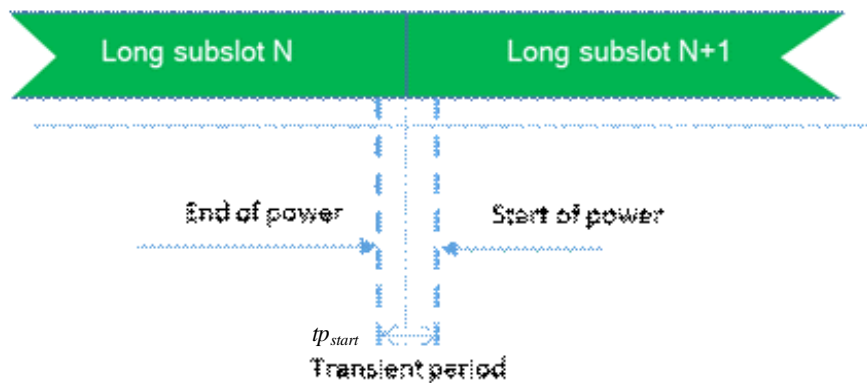 Long subslot N Long subslot N+1
End of power Start of power
tpstart
Transient period